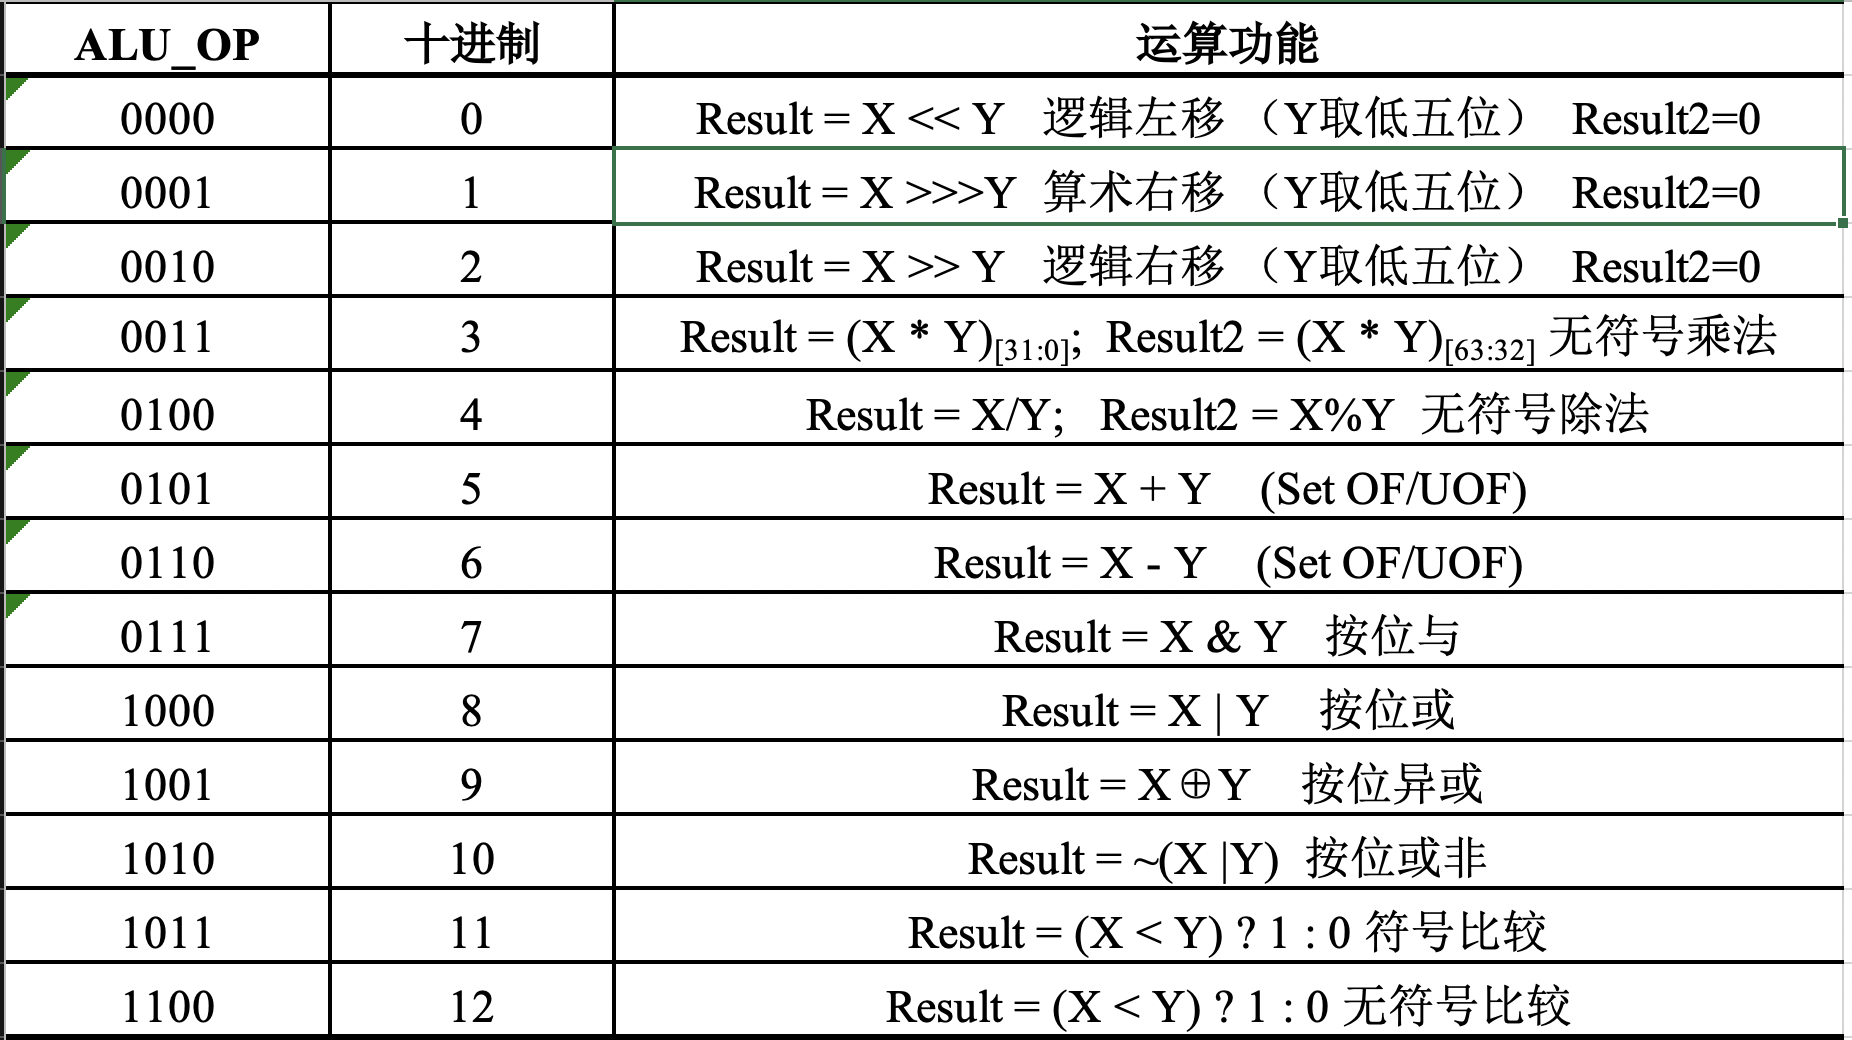 ALU_OP 十进制 运算功能
0000 0 Result = X << Y 逻辑左移 （Y取低五位） Result2=0
0001 1 Result = X >>>Y 算术右移 （Y取低五位） Result2=0
0010 2 Result = X >> Y 逻辑右移 （Y取低五位） Result2=0
0011 3 Result = (X * Y)[31:0]; Result2 = (X * Y)[63:32] 无符号乘法
0100 4 Result = X/Y; Result2 = X%Y 无符号除法
0101 5 Result = X + Y (Set OF/UOF)
0110 6 Result = X - Y (Set OF/UOF)
0111 7 Result = X & Y 按位与
1000 8 Result = X | Y 按位或
1001 9 Result = X⊕Y 按位异或
1010 10 Result = ~(X |Y) 按位或非
1011 11 Result = (X < Y) ? 1 : 0 符号比较
1100 12 Result = (X < Y) ? 1 : 0 无符号比较